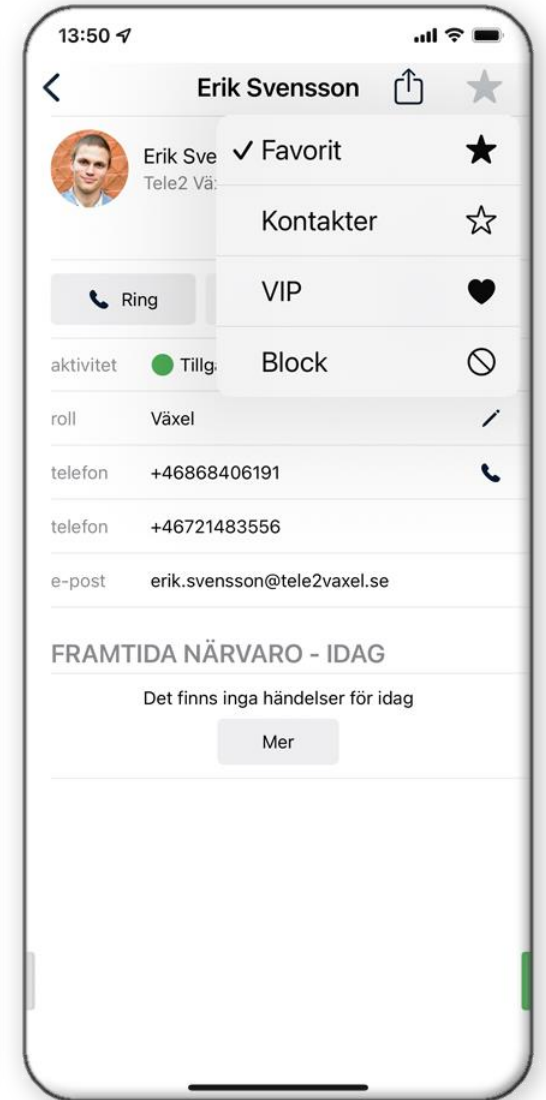 13:50
Erik Svensson
Erik Sve
Tele2 Vä
✓ Favorit
Kontakter
VIP
Block
Ring
aktivitet Tillg
roll Växel
telefon +46868406191
telefon +46721483556
e-post erik.svensson@tele2vaxel.se
FRAMTIDA NÄRVARO - IDAG
Det finns inga händelser för idag
Mer